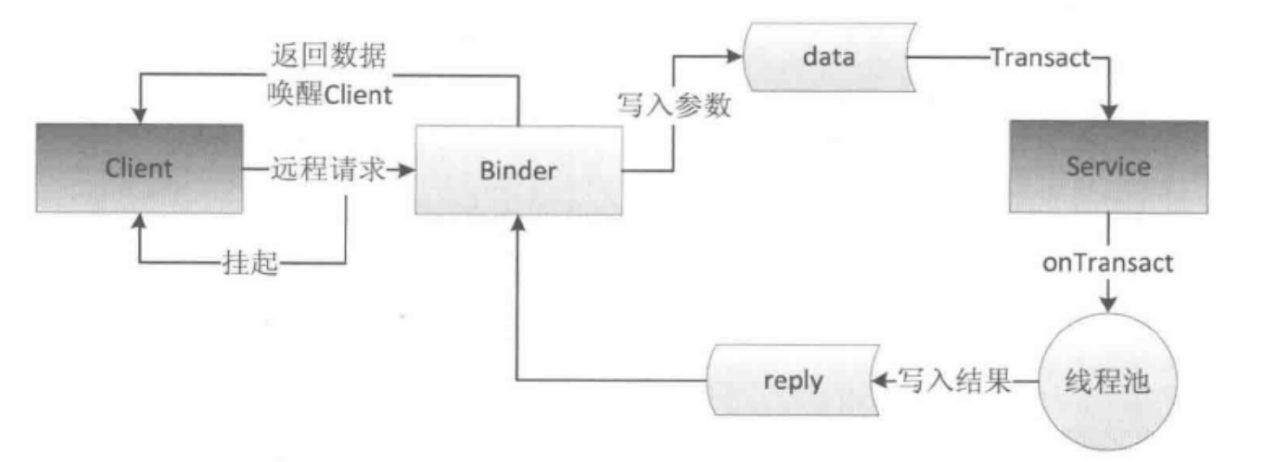 返回数据
唤醒Client
data
Transact
写入参数
Client
远程请求
Binder
Service
挂起
onTransact
reply
写入结果
线程池